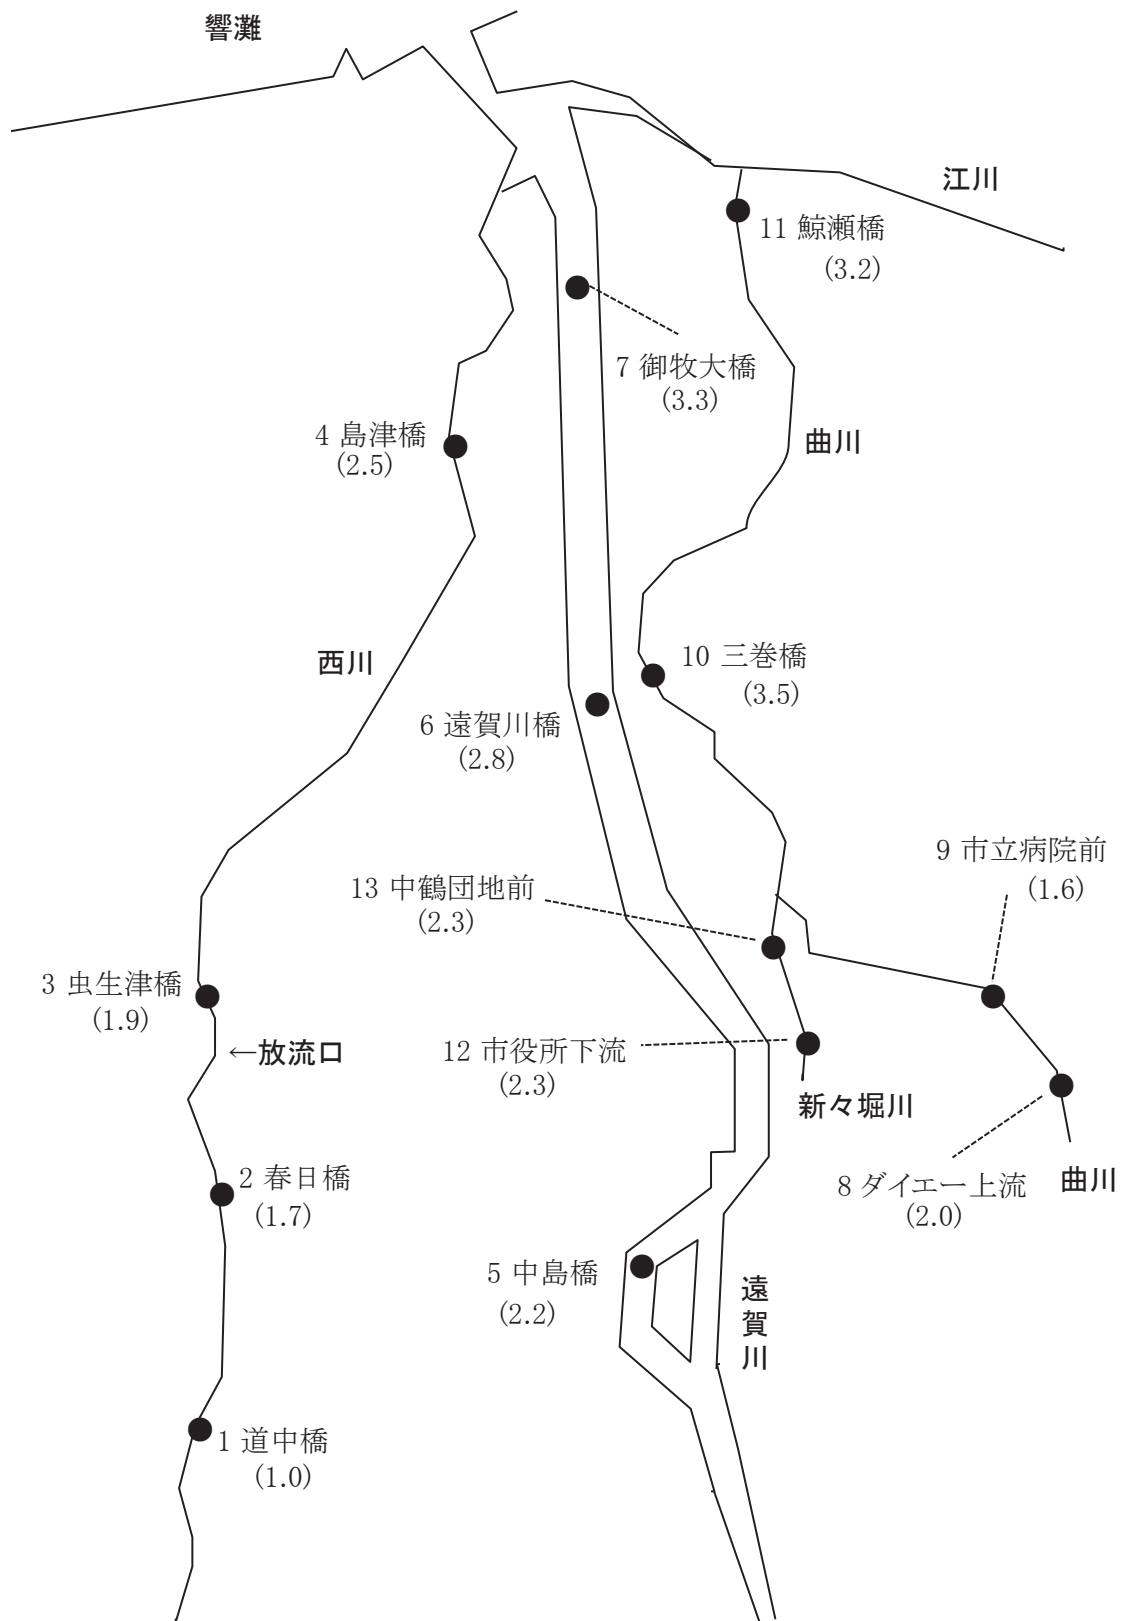 響灘
江川
11 鯨瀬橋
(3.2)
7 御牧大橋
(3.3)
4 島津橋
(2.5)
曲川
西川
10 三巻橋
(3.5)
6 遠賀川橋
(2.8)
9 市立病院前
(1.6)
13 中鶴団地前
(2.3)
3 虫生津橋
(1.9)
←放流口
12 市役所下流
(2.3)
新々堀川
2 春日橋
(1.7)
8 ダイエー上流
(2.0)
曲川
5 中島橋
(2.2)
遠賀川
1 道中橋
(1.0)